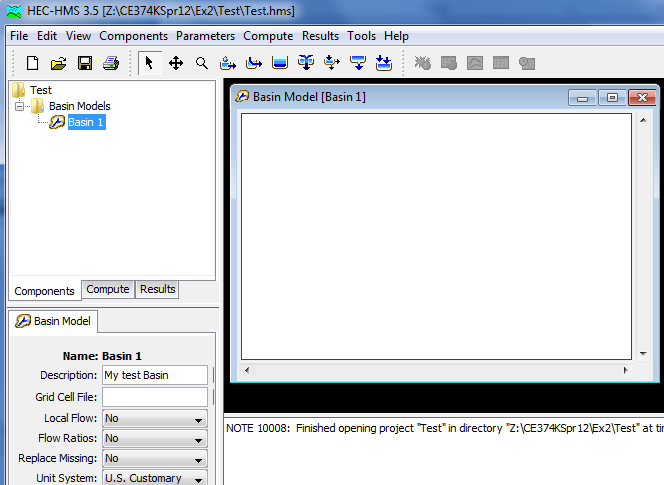 HEC-HMS 3.5 [Z:\CE374KSpr12\Ex2\Test\Test.hms]
File Edit View Components Parameters Compute Results Tools Help
Test
Basin Models
Basin 1
Components Compute Results
Basin Model [Basin 1]
Basin Model
Name: Basin 1
Description: My test Basin
Grid Cell File:
Local Flow: No
Flow Ratios: No
Replace Missing: No
Unit System: U.S. Customary
NOTE 10008: Finished opening project "Test" in directory "Z:\CE374KSpr12\Ex2\Test" at